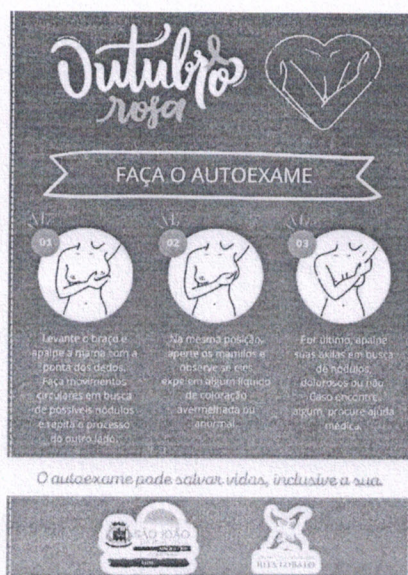 Outubro
rosa
FAÇA O AUTOEXAME
01
Levante o braço e
apalpe a mama com a
ponta dos dedos.
Faça movimentos
circulares em busca
de possíveis nódulos
e repita o processo
do outro lado.
02
Na mesma posição,
aperte os mamilos e
observe se eles
expelem algum líquido
de coloração
avermelhada ou
anormal.
03
Por último, apalpe
suas axilas em busca
de nódulos,
dolorosos ou não.
Caso encontre
algum, procure ajuda
médica.
O autoexame pode salvar vidas, inclusive a sua.
LOBATO